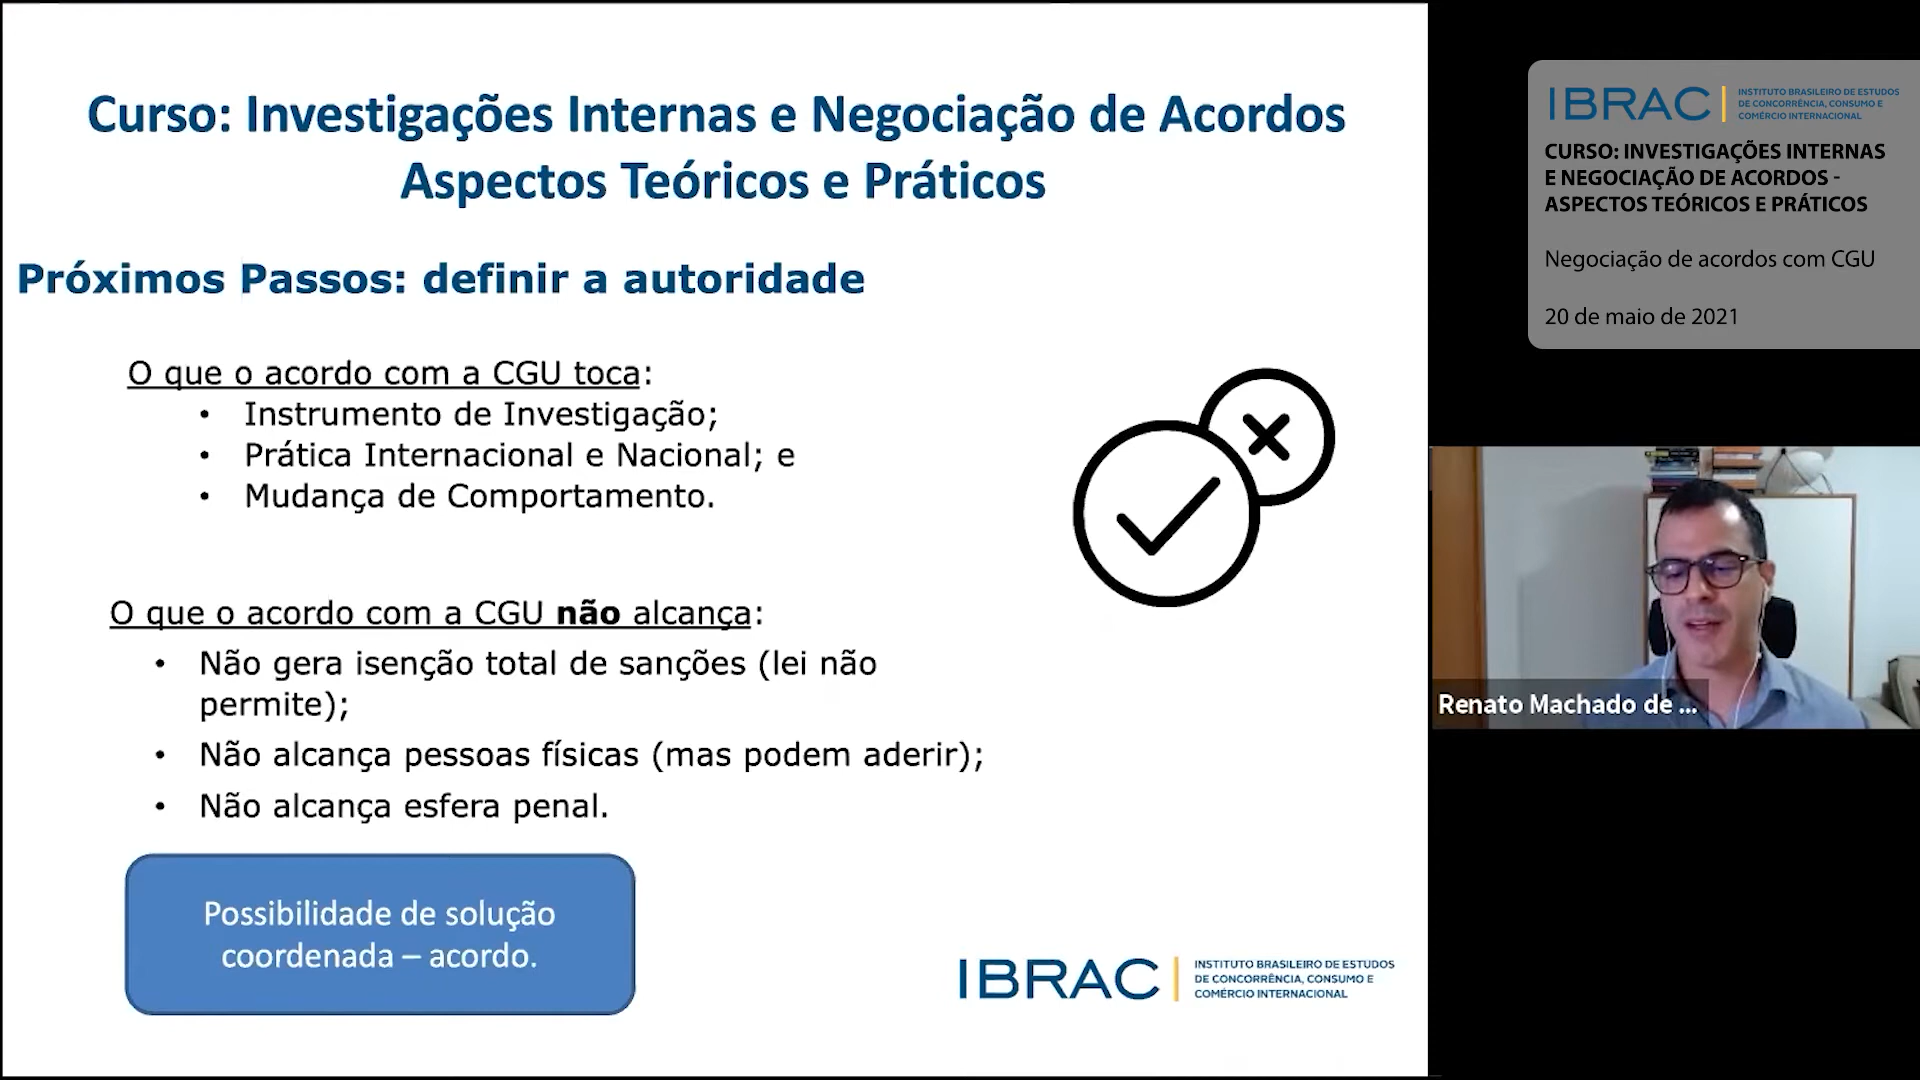 Curso: Investigações Internas e Negociação de Acordos
Aspectos Teóricos e Práticos
Próximos Passos: definir a autoridade
O que o acordo com a CGU toca:
• Instrumento de Investigação;
• Prática Internacional e Nacional; e
• Mudança de Comportamento.
O que o acordo com a CGU não alcança:
• Não gera isenção total de sanções (lei não
permite);
• Não alcança pessoas físicas (mas podem aderir);
• Não alcança esfera penal.
Possibilidade de solução
coordenada – acordo.
IBRAC
INSTITUTO BRASILEIRO DE ESTUDOS
DE CONCORRÊNCIA, CONSUMO E
COMÉRCIO INTERNACIONAL
IBRAC
INSTITUTO BRASILEIRO DE ESTUDOS
DE CONCORRÊNCIA, CONSUMO E
COMÉRCIO INTERNACIONAL
CURSO: INVESTIGAÇÕES INTERNAS
E NEGOCIAÇÃO DE ACORDOS -
ASPECTOS TEÓRICOS E PRÁTICOS
Negociação de acordos com CGU
20 de maio de 2021
Renato Machado de ...